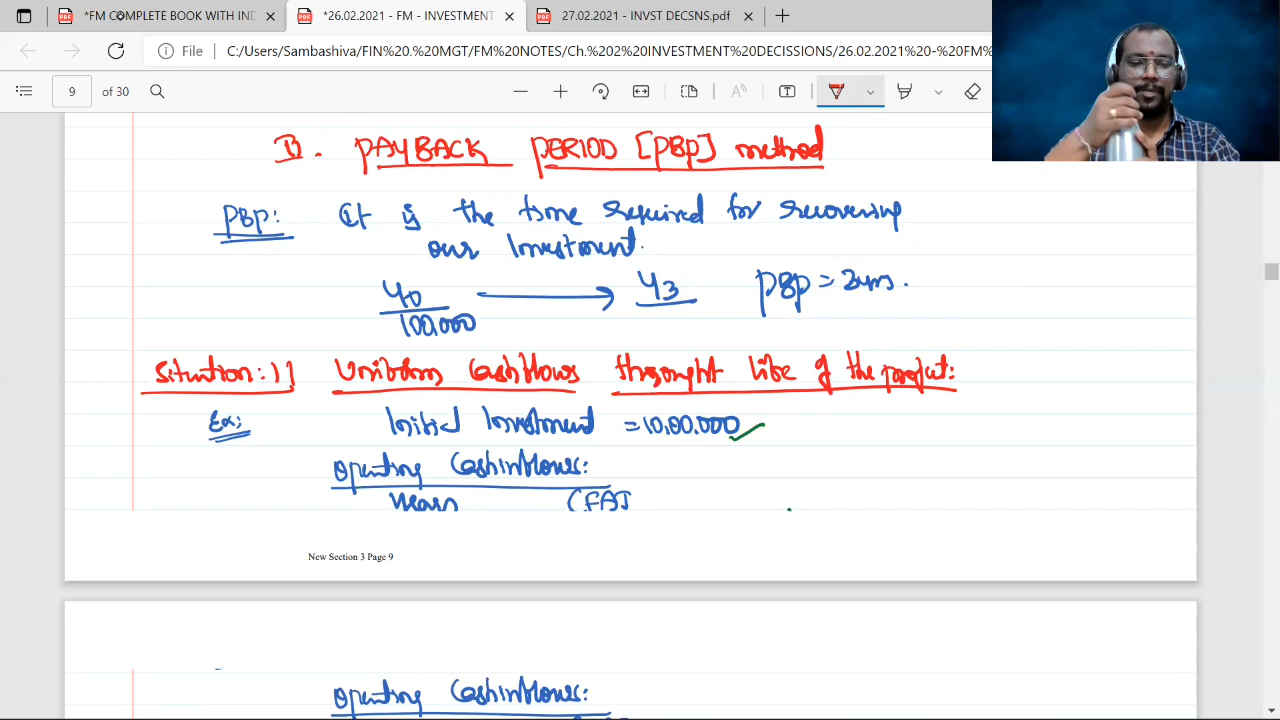 *FM COMPLETE BOOK WITH IND
*26.02.2021 - FM - INVESTMENT
27.02.2021 - INVST DECSNS.pdf
File
C:/Users/Sambashiva/FIN%20.%20MGT/FM%20NOTES/Ch.%202%20INVESTMENT%20DECISSIONS/26.02.2021%20-%20FM%
9 of 30
I). PAYBACK PERIOD [PBP] method
PBP: It is the time required for recovering
our Investment.
Y0 Y3 PBP = 3yrs.
100,000
Situation:1] Uniform Cashflows throught life of the project:
Ex: Initial Investment = 10,00,000
Operating Cashinflows:
Years CFAT
New Section 3 Page 9
Operating Cashinflows: